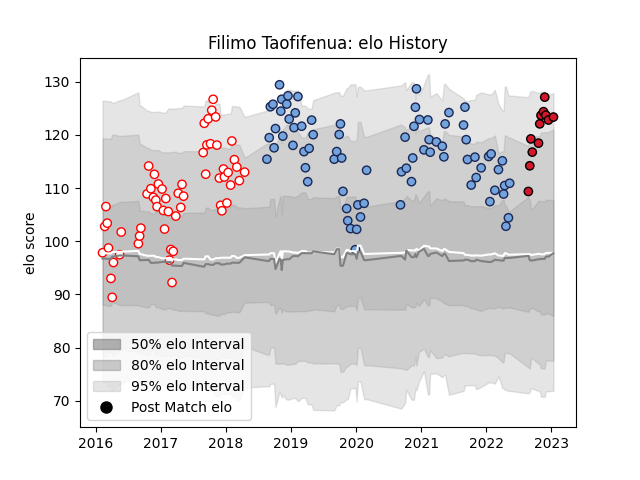 Filimo Taofifenua: elo History
elo score
130
120
110
100
90
80
70
50% elo Interval
80% elo Interval
95% elo Interval
Post Match elo
2016 2017 2018 2019 2020 2021 2022 2023